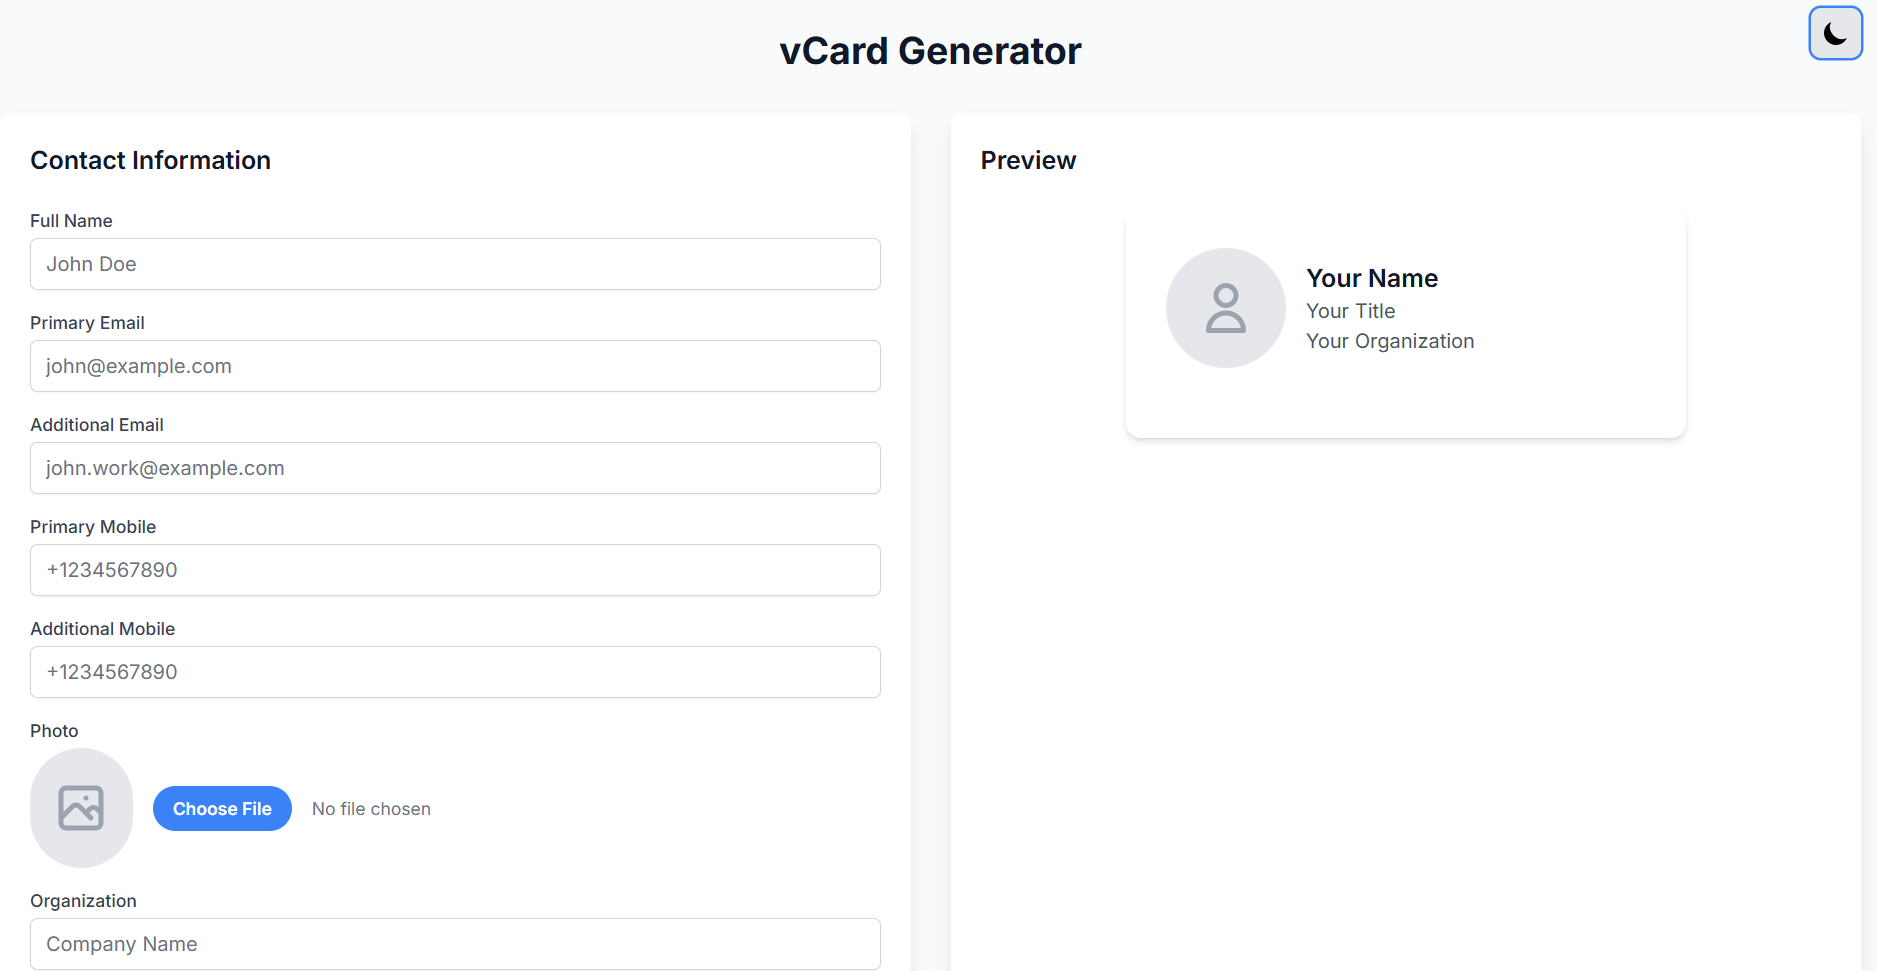 vCard Generator
Contact Information
Full Name
John Doe
Primary Email
john@example.com
Additional Email
john.work@example.com
Primary Mobile
+1234567890
Additional Mobile
+1234567890
Photo
Choose File No file chosen
Organization
Company Name
Preview
Your Name
Your Title
Your Organization